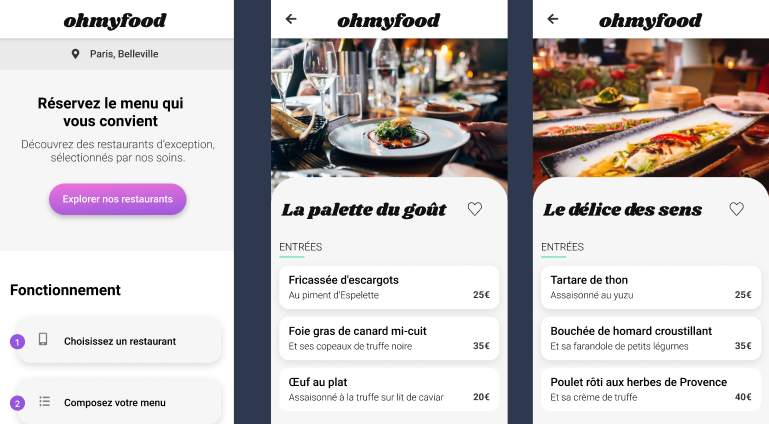 ohmyfood
Paris, Belleville
Réservez le menu qui
vous convient
Découvrez des restaurants d'exception,
sélectionnés par nos soins.
Explorer nos restaurants
Fonctionnement
1
Choisissez un restaurant
2
Composez votre menu
ohmyfood
La palette du goût
ENTRÉES
Fricassée d'escargots
Au piment d'Espelette 25€
Foie gras de canard mi-cuit
Et ses copeaux de truffe noire 35€
Œuf au plat
Assaisonné à la truffe sur lit de caviar 20€
ohmyfood
Le délice des sens
ENTRÉES
Tartare de thon
Assaisonné au yuzu 25€
Bouchée de homard croustillant
Et sa farandole de petits légumes 35€
Poulet rôti aux herbes de Provence
Et sa crème de truffe 40€